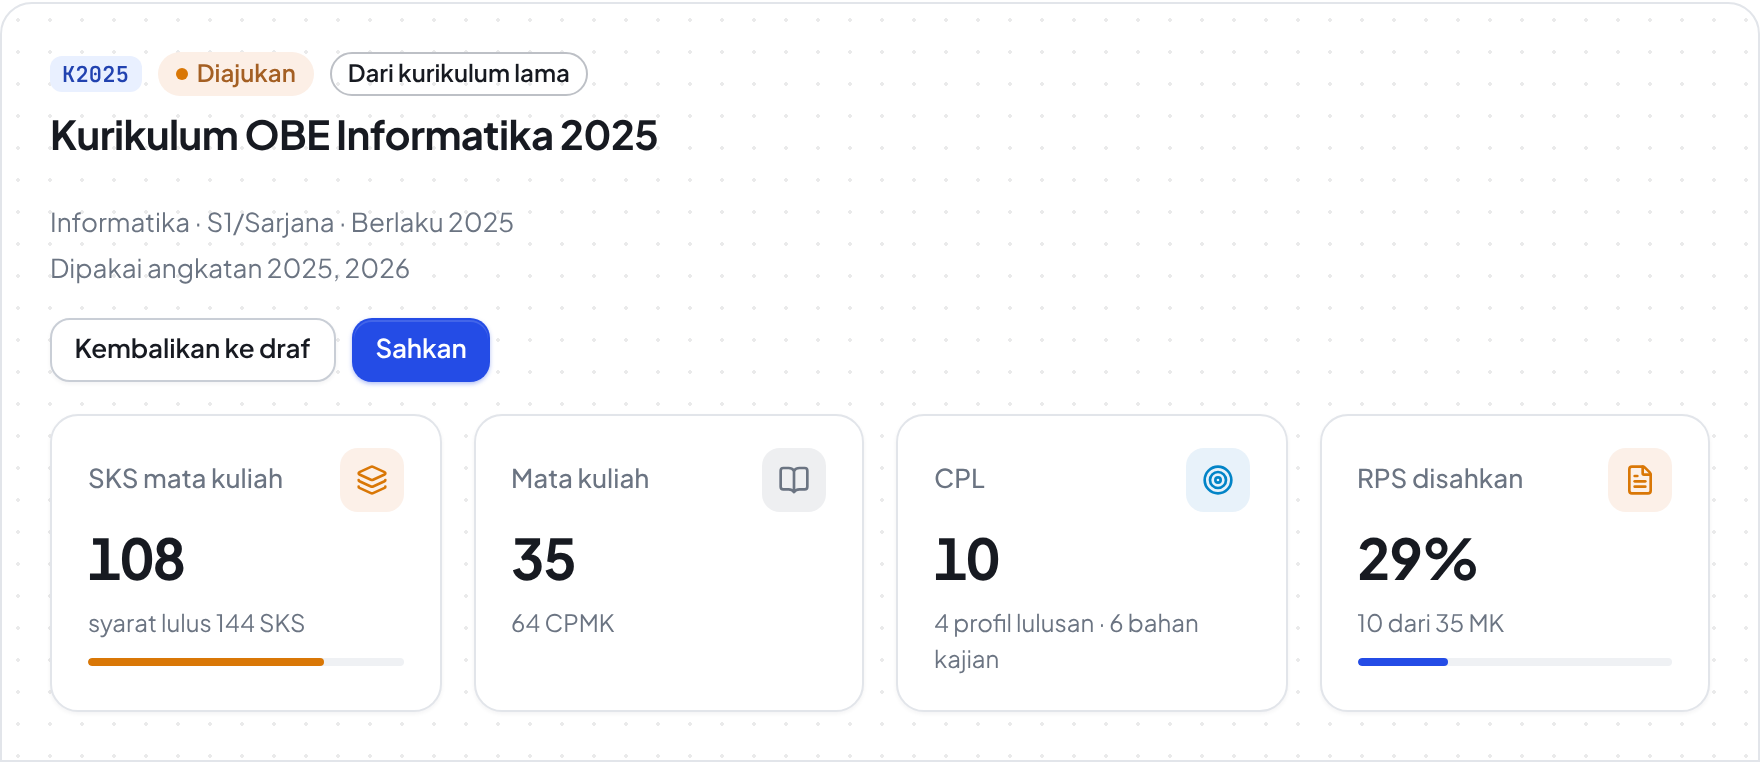 K2025 Diajukan Dari kurikulum lama
Kurikulum OBE Informatika 2025
Informatika · S1/Sarjana · Berlaku 2025
Dipakai angkatan 2025, 2026
Kembalikan ke draf Sahkan
SKS mata kuliah
108
syarat lulus 144 SKS
Mata kuliah
35
64 CPMK
CPL
10
4 profil lulusan · 6 bahan
kajian
RPS disahkan
29%
10 dari 35 MK